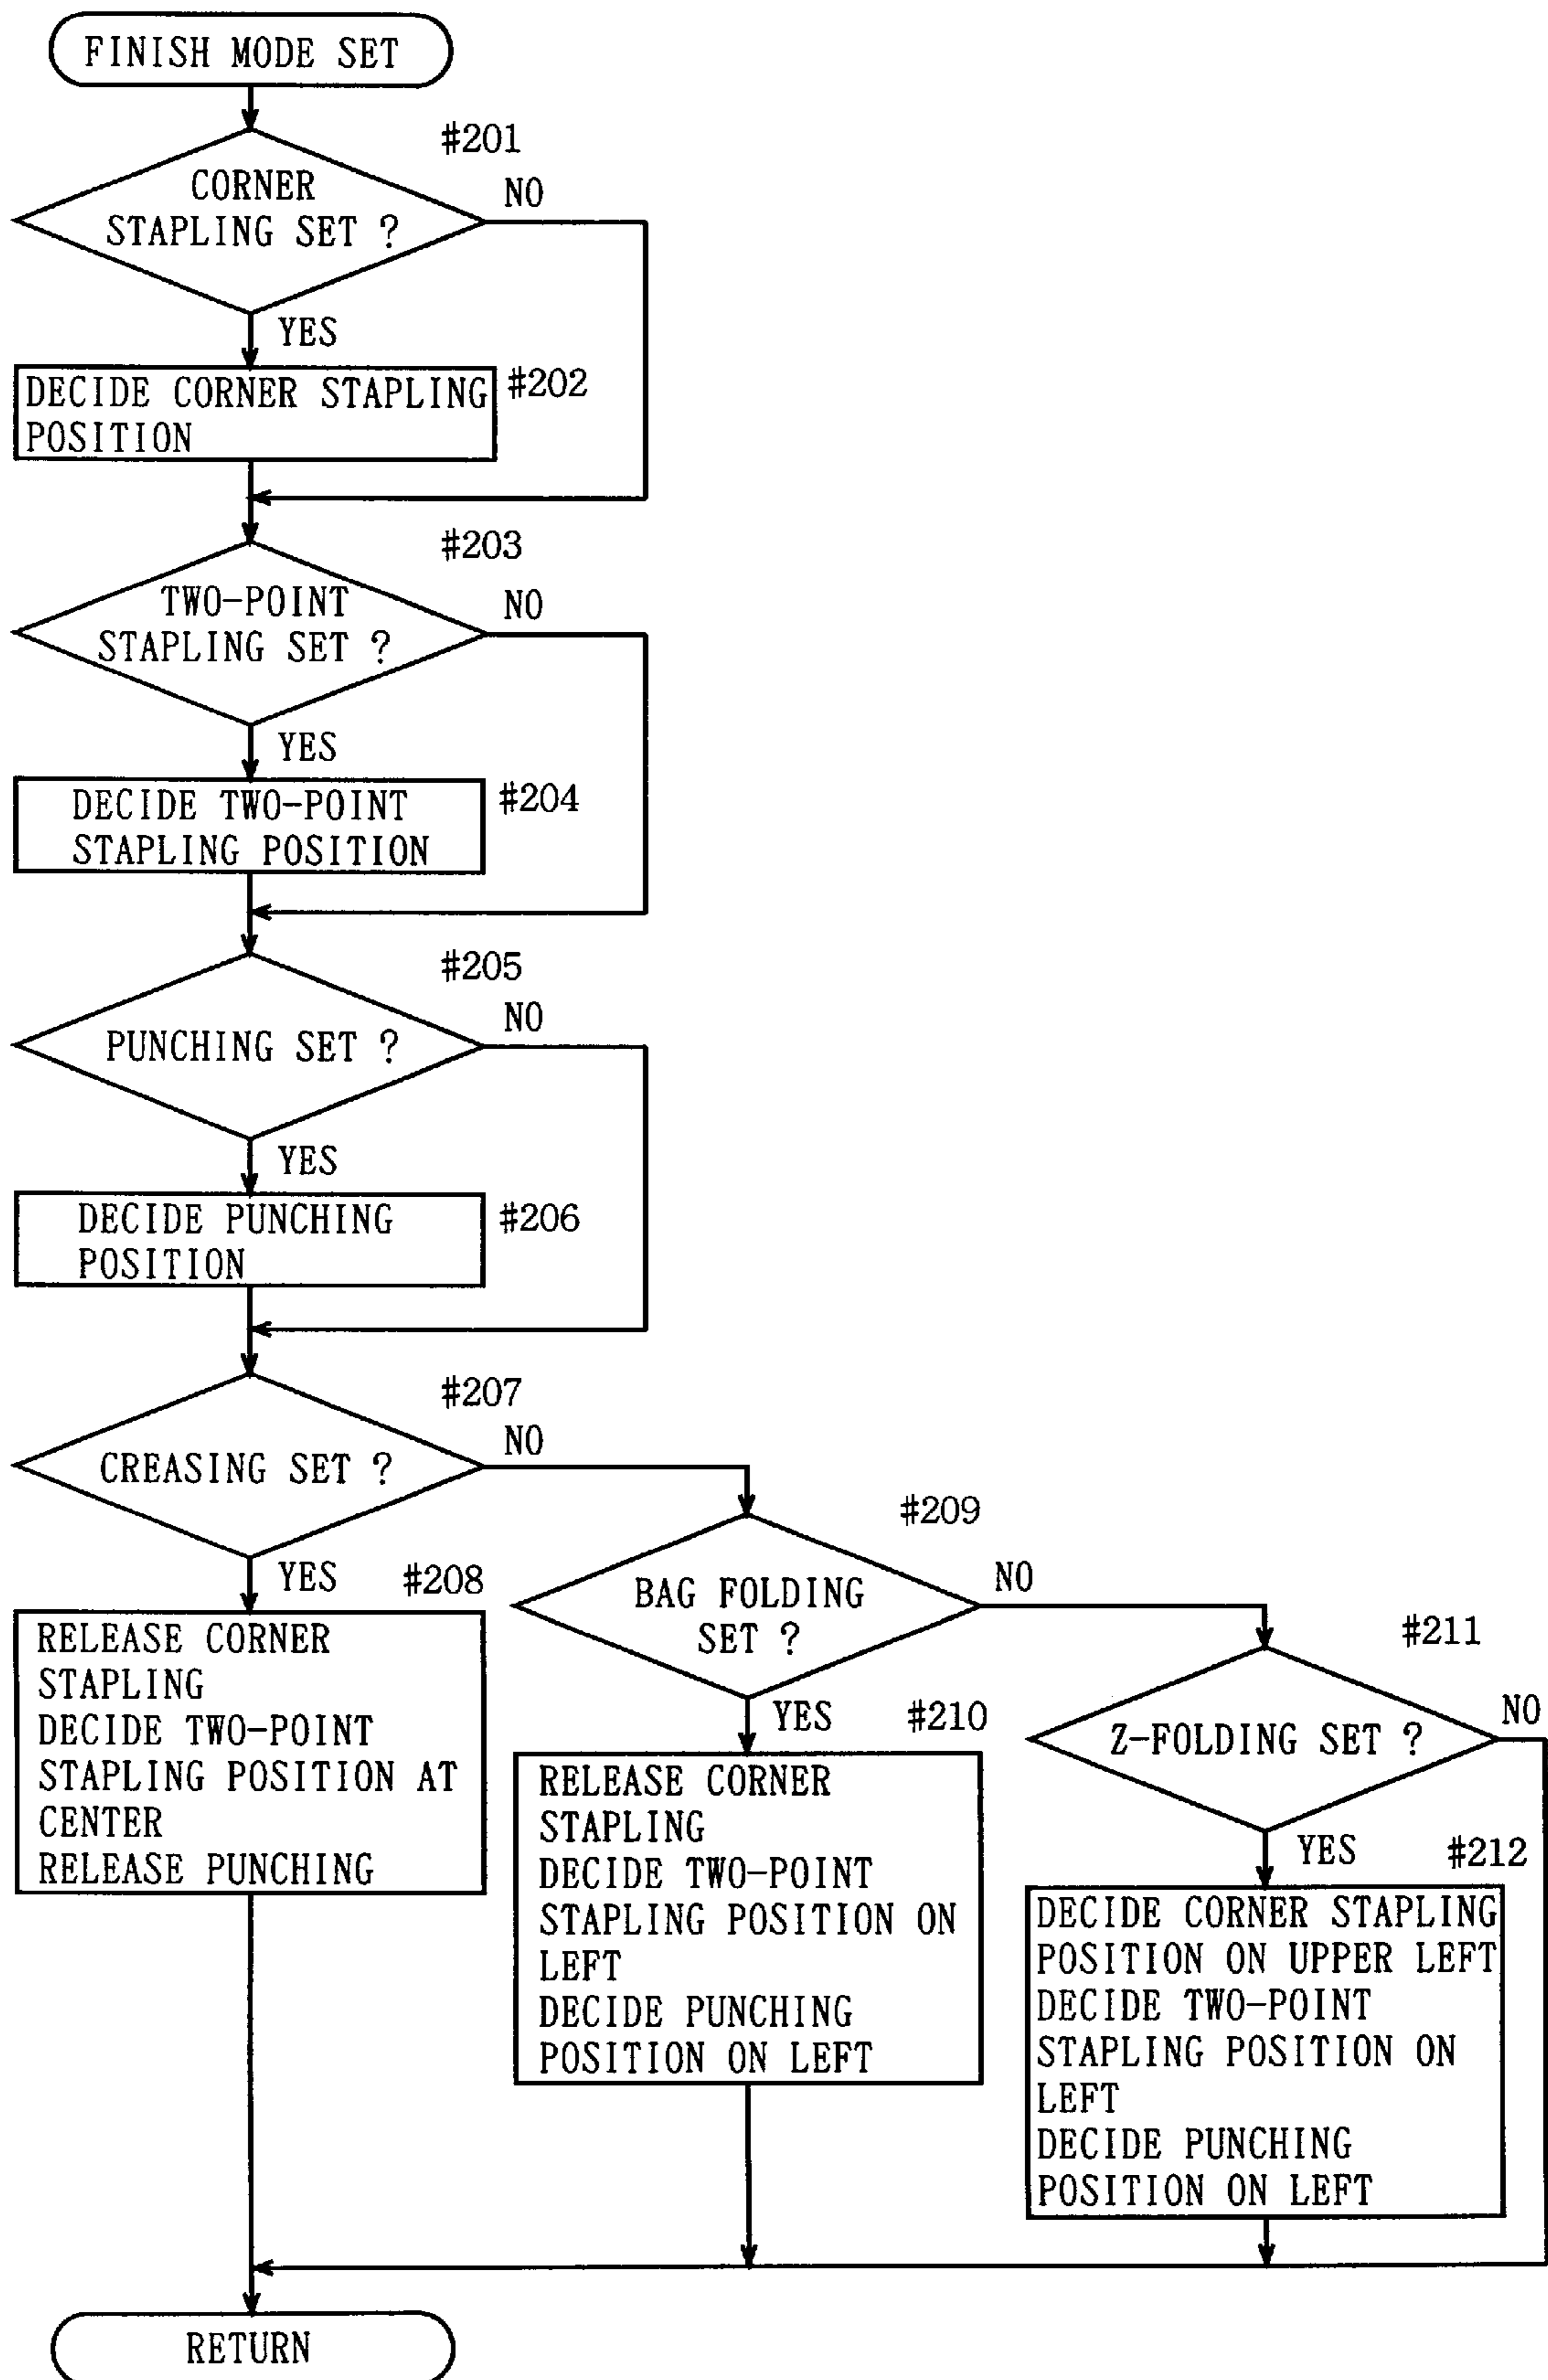 FINISH MODE SET
#201
CORNER
STAPLING SET ?
NO
YES
DECIDE CORNER STAPLING
POSITION
#202
#203
TWO-POINT
STAPLING SET ?
NO
YES
DECIDE TWO-POINT
STAPLING POSITION
#204
#205
PUNCHING SET ?
NO
YES
DECIDE PUNCHING
POSITION
#206
#207
CREASING SET ?
NO
YES
#208
RELEASE CORNER
STAPLING
DECIDE TWO-POINT
STAPLING POSITION AT
CENTER
RELEASE PUNCHING
#209
BAG FOLDING
SET ?
NO
YES
#210
RELEASE CORNER
STAPLING
DECIDE TWO-POINT
STAPLING POSITION ON
LEFT
DECIDE PUNCHING
POSITION ON LEFT
#211
Z-FOLDING SET ?
NO
YES
#212
DECIDE CORNER STAPLING
POSITION ON UPPER LEFT
DECIDE TWO-POINT
STAPLING POSITION ON
LEFT
DECIDE PUNCHING
POSITION ON LEFT
RETURN